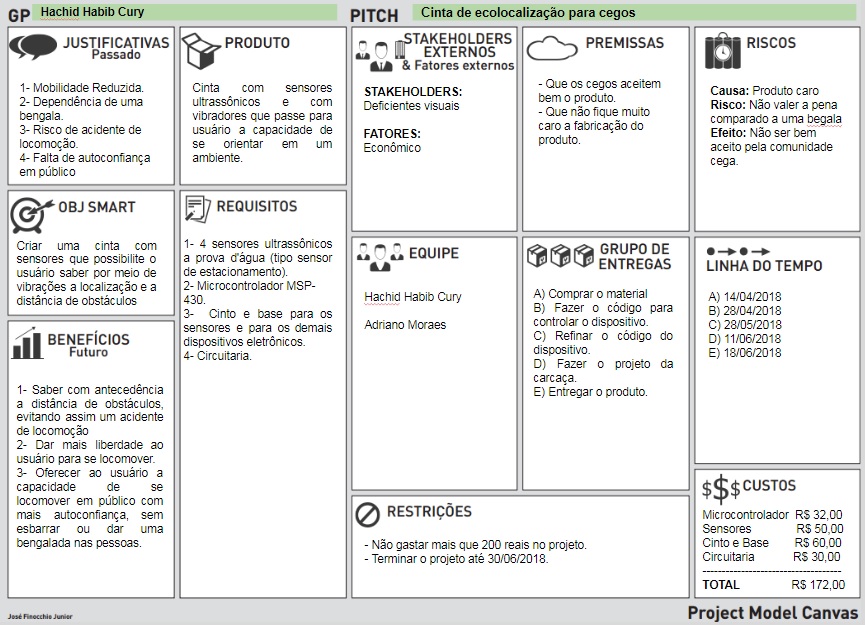 GP Hachid Habib Cury
PITCH Cinta de ecolocalização para cegos
JUSTIFICATIVAS
Passado
1- Mobilidade Reduzida.
2- Dependência de uma
bengala.
3- Risco de acidente de
locomoção.
4- Falta de autoconfiança
em público
OBJ SMART
Criar uma cinta com
sensores que possibilite o
usuário saber por meio de
vibrações a localização e a
distância de obstáculos
BENEFÍCIOS
Futuro
1- Saber com antecedência
a distância de obstáculos,
evitando assim um acidente
de locomoção
2- Dar mais liberdade ao
usuário para se locomover.
3- Oferecer ao usuário a
capacidade de se
locomover em público com
mais autoconfiança, sem
esbarrar ou dar uma
bengalada nas pessoas.
PRODUTO
Cinta com sensores
ultrassônicos e com
vibradores que passe para
usuário a capacidade de
se orientar em um
ambiente.
REQUISITOS
1- 4 sensores ultrassônicos
a prova d'água (tipo sensor
de estacionamento).
2- Microcontrolador MSP-
430.
3- Cinto e base para os
sensores e para os demais
dispositivos eletrônicos.
4- Circuitaria.
STAKEHOLDERS
EXTERNOS
& Fatores externos
STAKEHOLDERS:
Deficientes visuais
FATORES:
Econômico
EQUIPE
Hachid Habib Cury
Adriano Moraes
PREMISSAS
- Que os cegos aceitem
bem o produto.
- Que não fique muito
caro a fabricação do
produto.
GRUPO DE
ENTREGAS
A) Comprar o material
B) Fazer o código para
controlar o dispositivo.
C) Refinar o código do
dispositivo.
D) Fazer o projeto da
carcaça.
E) Entregar o produto.
RESTRIÇÕES
- Não gastar mais que 200 reais no projeto.
- Terminar o projeto até 30/06/2018.
RISCOS
Causa: Produto caro
Risco: Não valer a pena
comparado a uma begala
Efeito: Não ser bem
aceito pela comunidade
cega.
LINHA DO TEMPO
A) 14/04/2018
B) 28/04/2018
C) 28/05/2018
D) 11/06/2018
E) 18/06/2018
$$$ CUSTOS
Microcontrolador R$ 32,00
Sensores R$ 50,00
Cinto e Base R$ 60,00
Circuitaria R$ 30,00
-----------------------------------
TOTAL R$ 172,00
José Finocchio Junior
Project Model Canvas